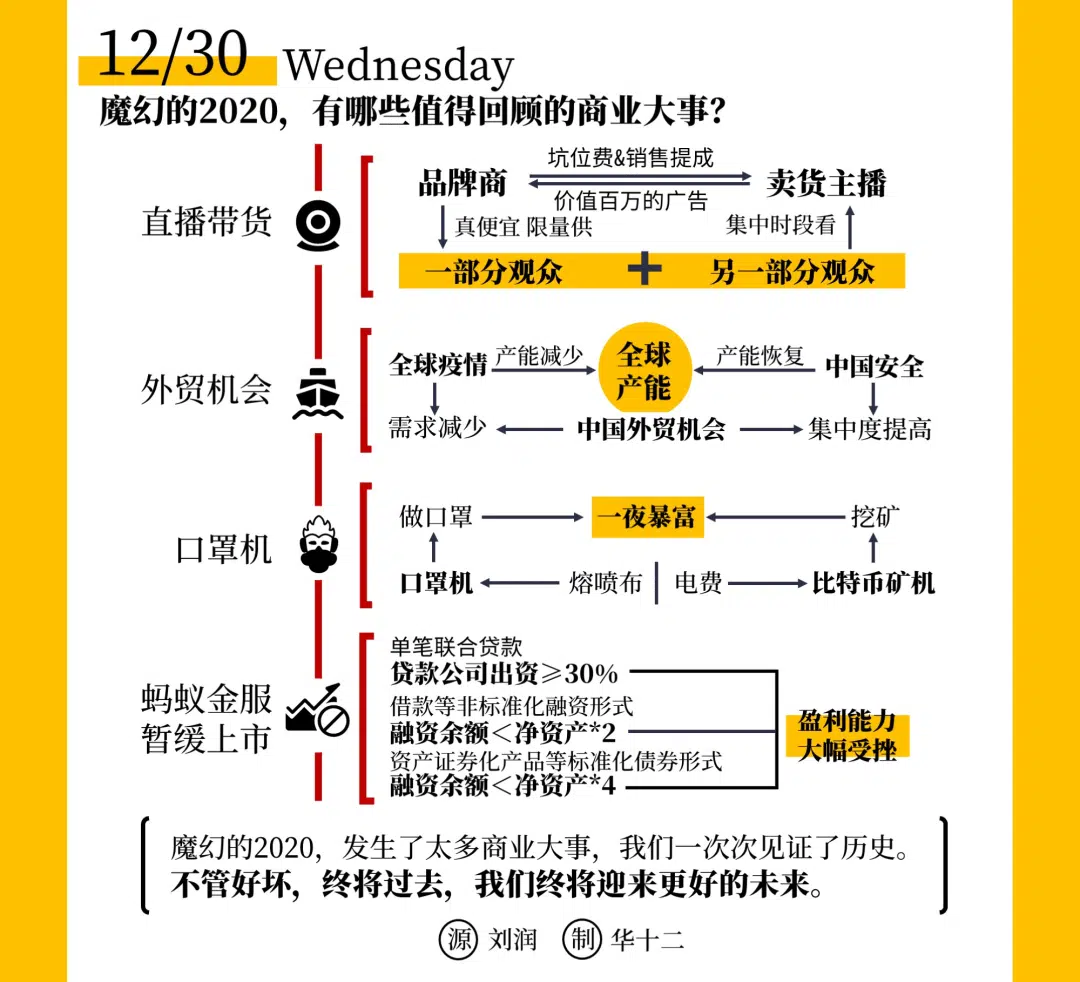 12/30 Wednesday
魔幻的2020，有哪些值得回顾的商业大事？
直播带货
坑位费&销售提成
品牌商
卖货主播
价值百万的广告
真便宜 限量供
集中时段看
一部分观众 + 另一部分观众
外贸机会
全球疫情
产能减少
全球
产能
产能恢复
中国安全
需求减少
中国外贸机会
集中度提高
口罩机
做口罩
一夜暴富
挖矿
口罩机
熔喷布
电费
比特币矿机
蚂蚁金服
暂缓上市
单笔联合贷款
贷款公司出资≥30%
借款等非标准化融资形式
融资余额＜净资产*2
资产证券化产品等标准化债券形式
融资余额＜净资产*4
盈利能力
大幅受挫
魔幻的2020，发生了太多商业大事，我们一次次见证了历史。
不管好坏，终将过去，我们终将迎来更好的未来。
源 刘润 制 华十二